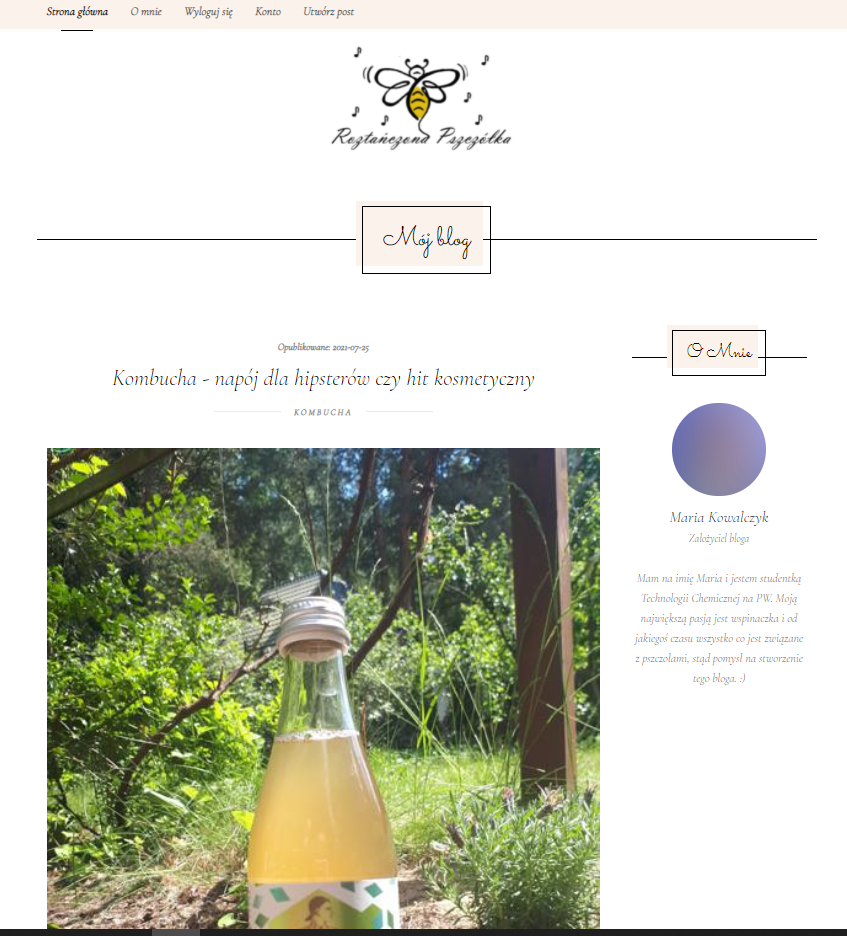 Strona główna O mnie Wyloguj się Konto Utwórz post
Roztańczona Pszczółka
Mój blog
Opublikowane: 2021-07-25
Kombucha - napój dla hipsterów czy hit kosmetyczny
KOMBUCHA
O Mnie
Maria Kowalczyk
Założyciel bloga
Mam na imię Maria i jestem studentką
Technologii Chemicznej na PW. Moją
największą pasją jest wspinaczka i od
jakiegoś czasu wszystko co jest związane
z pszczołami, stąd pomysł na stworzenie
tego bloga. :)